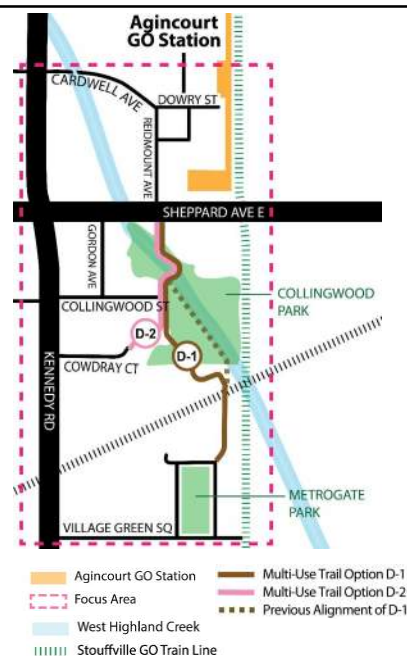 Agincourt
GO Station
CARDWELL AVE
DOWRY ST
REIDMOUNT AVE
SHEPPARD AVE E
GORDON AVE
COLLINGWOOD ST
COLLINGWOOD
PARK
D-2
D-1
COWDRAY CT
KENNEDY RD
METROGATE
PARK
VILLAGE GREEN SQ
Agincourt GO Station
Focus Area
West Highland Creek
Stouffville GO Train Line
Multi-Use Trail Option D-1
Multi-Use Trail Option D-2
Previous Alignment of D-1